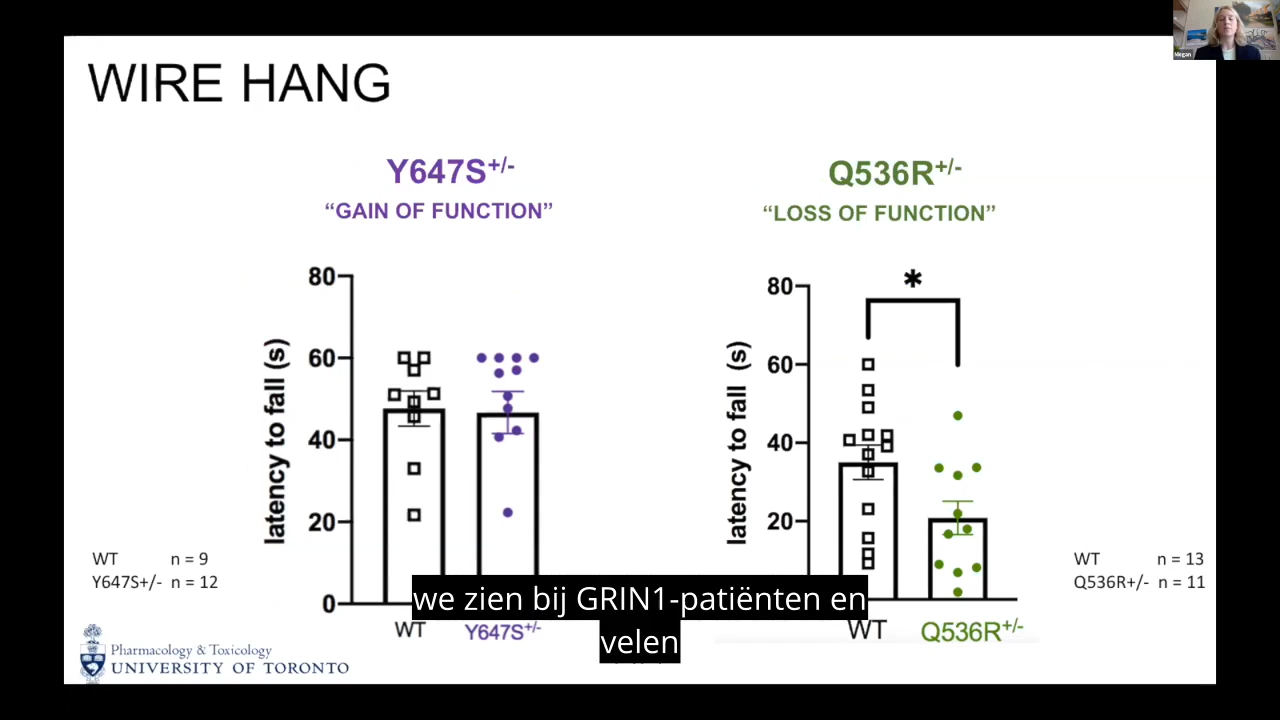 Megan
WIRE HANG
Y647S+/-
“GAIN OF FUNCTION”
Q536R+/-
“LOSS OF FUNCTION”
80
60
40
20
0
latency to fall (s)
WT
Y647S+/-
WT n = 9
Y647S+/- n = 12
*
80
60
40
20
latency to fall (s)
WT
Q536R+/-
WT n = 13
Q536R+/- n = 11
we zien bij GRIN1-patiënten en
velen
Pharmacology & Toxicology
UNIVERSITY OF TORONTO